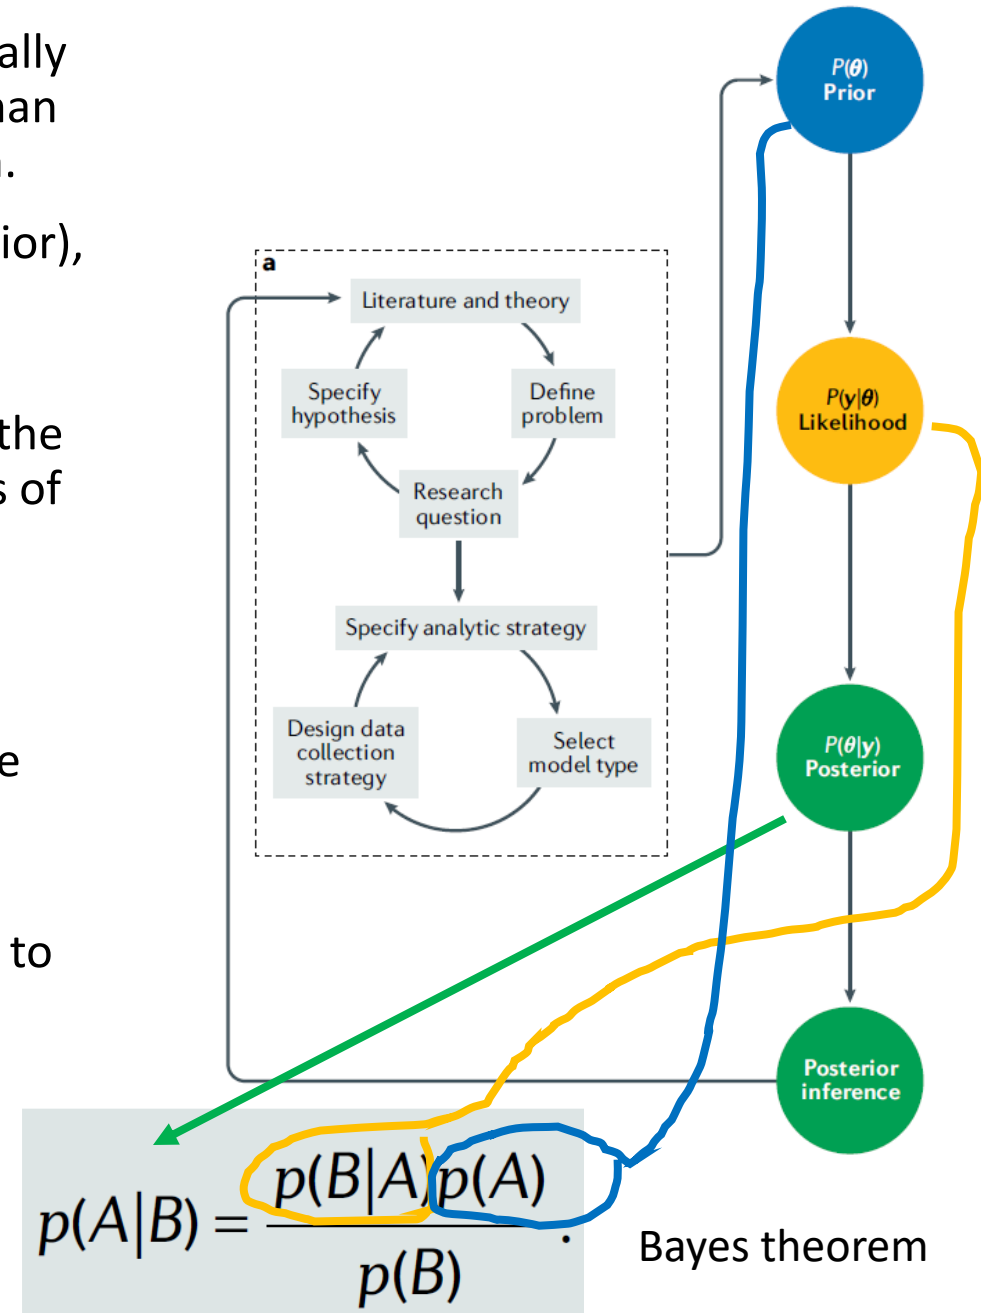 ally
nan
.
ior),
the
s of
e
to
a
Literature and theory
Specify
hypothesis
Define
problem
Research
question
Specify analytic strategy
Design data
collection
strategy
Select
model type
P(θ)
Prior
P(y|θ)
Likelihood
P(θ|y)
Posterior
Posterior
inference
p(A|B) = p(B|A)p(A)
p(B)
.
Bayes theorem